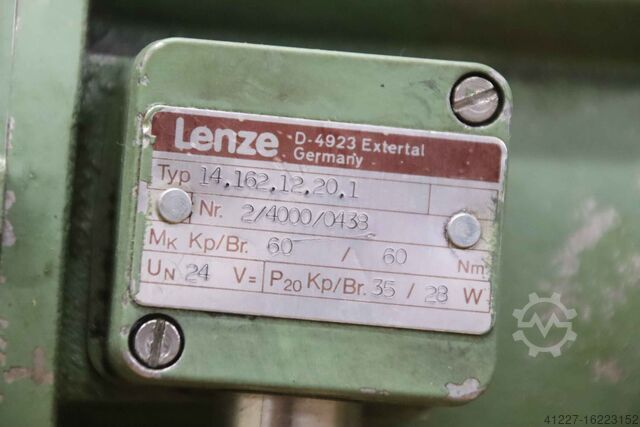 Lenze D-4923 Extertal
Germany
Typ 14.162.12.20.1
Nr. 2/4000/0438
MK Kp/Br. 60 / 60 Nm
UN 24 V= P20 Kp/Br. 35 / 28 W
41227-16223152